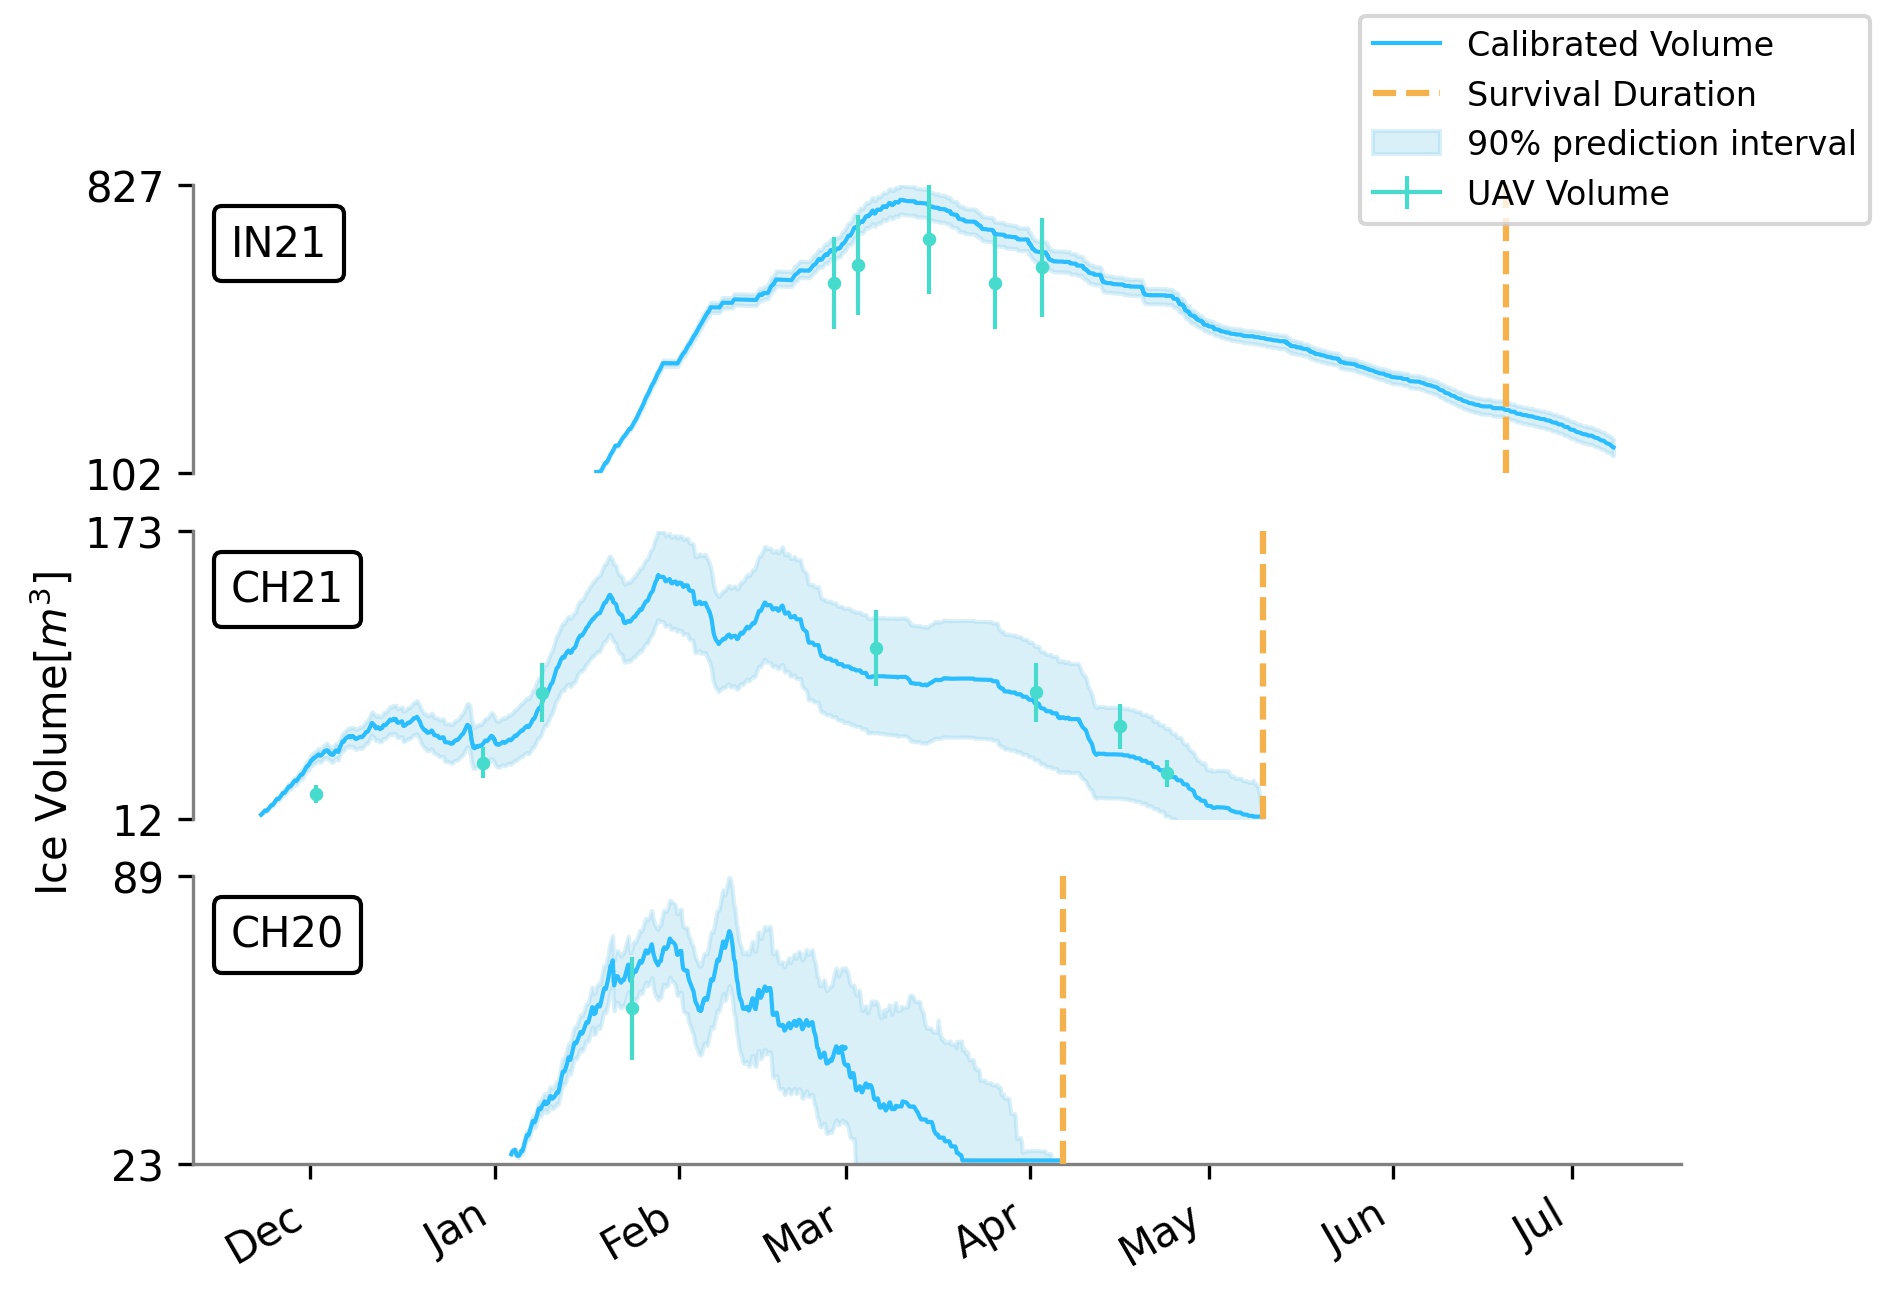 Calibrated Volume
Survival Duration
90% prediction interval
UAV Volume
827
IN21
102
173
CH21
12
Ice Volume[m³]
89
CH20
23
Dec Jan Feb Mar Apr May Jun Jul